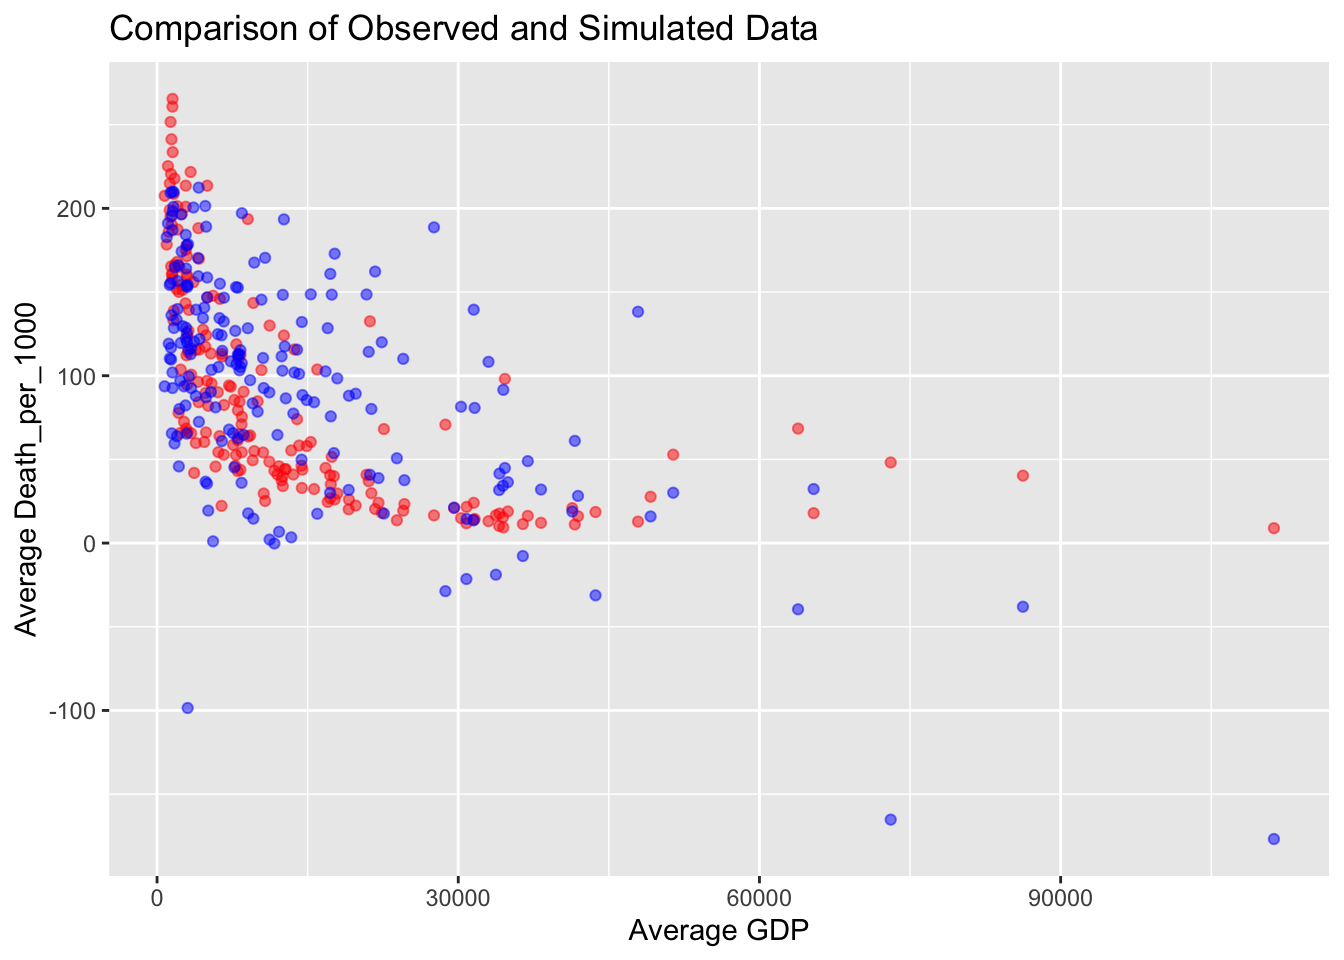 Comparison of Observed and Simulated Data
Average Death_per_1000
200
100
0
-100
0
30000
60000
90000
Average GDP